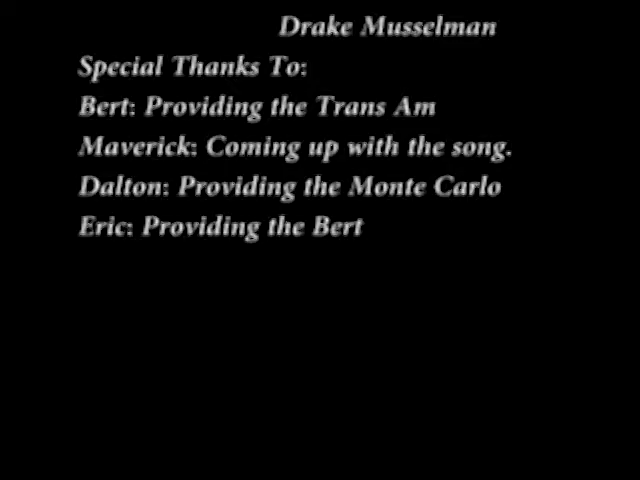 Drake Musselman
Special Thanks To:
Bert: Providing the Trans Am
Maverick: Coming up with the song.
Dalton: Providing the Monte Carlo
Eric: Providing the Bert